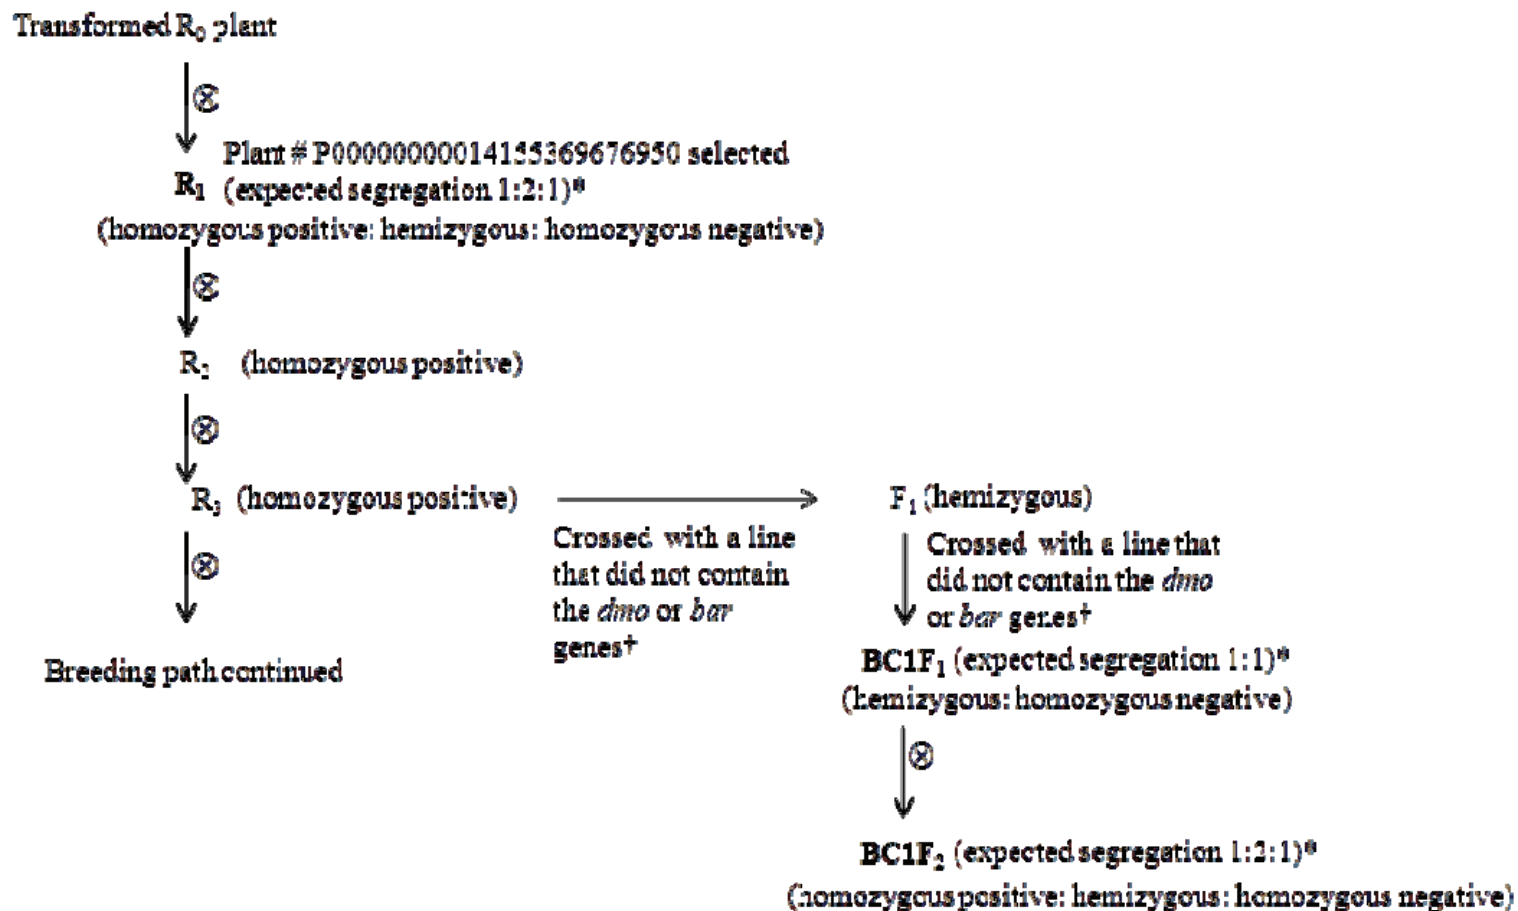 Transformed R₀ plant
Plant # P00000000014155369676950 selected
R₁ (expected segregation 1:2:1)*
(homozygous positive: hemizygous: homozygous negative)
R₂ (homozygous positive)
R₃ (homozygous positive)
Breeding path continued
Crossed with a line
that did not contain
the dmo or bar
genes†
F₁ (hemizygous)
Crossed with a line that
did not contain the dmo
or bar genes†
BC1F₁ (expected segregation 1:1)*
(hemizygous: homozygous negative)
BC1F₂ (expected segregation 1:2:1)*
(homozygous positive: hemizygous: homozygous negative)